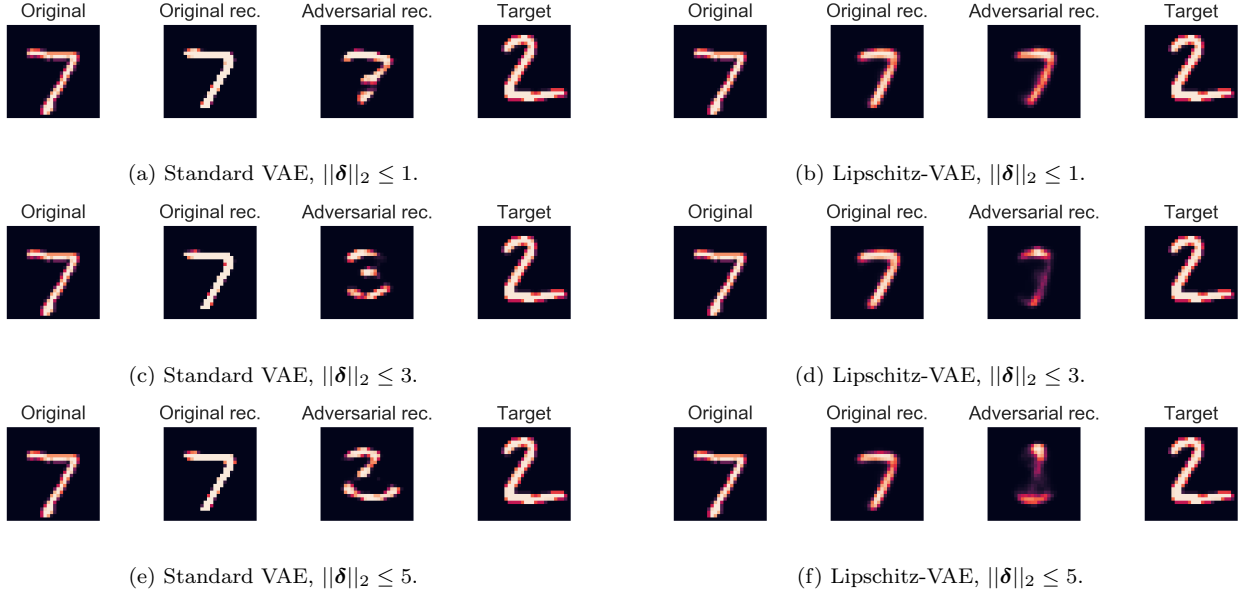 Original Original rec. Adversarial rec. Target
Original Original rec. Adversarial rec. Target
(a) Standard VAE, ||𝜹||₂ ≤ 1.
(b) Lipschitz-VAE, ||𝜹||₂ ≤ 1.
Original Original rec. Adversarial rec. Target
Original Original rec. Adversarial rec. Target
(c) Standard VAE, ||𝜹||₂ ≤ 3.
(d) Lipschitz-VAE, ||𝜹||₂ ≤ 3.
Original Original rec. Adversarial rec. Target
Original Original rec. Adversarial rec. Target
(e) Standard VAE, ||𝜹||₂ ≤ 5.
(f) Lipschitz-VAE, ||𝜹||₂ ≤ 5.